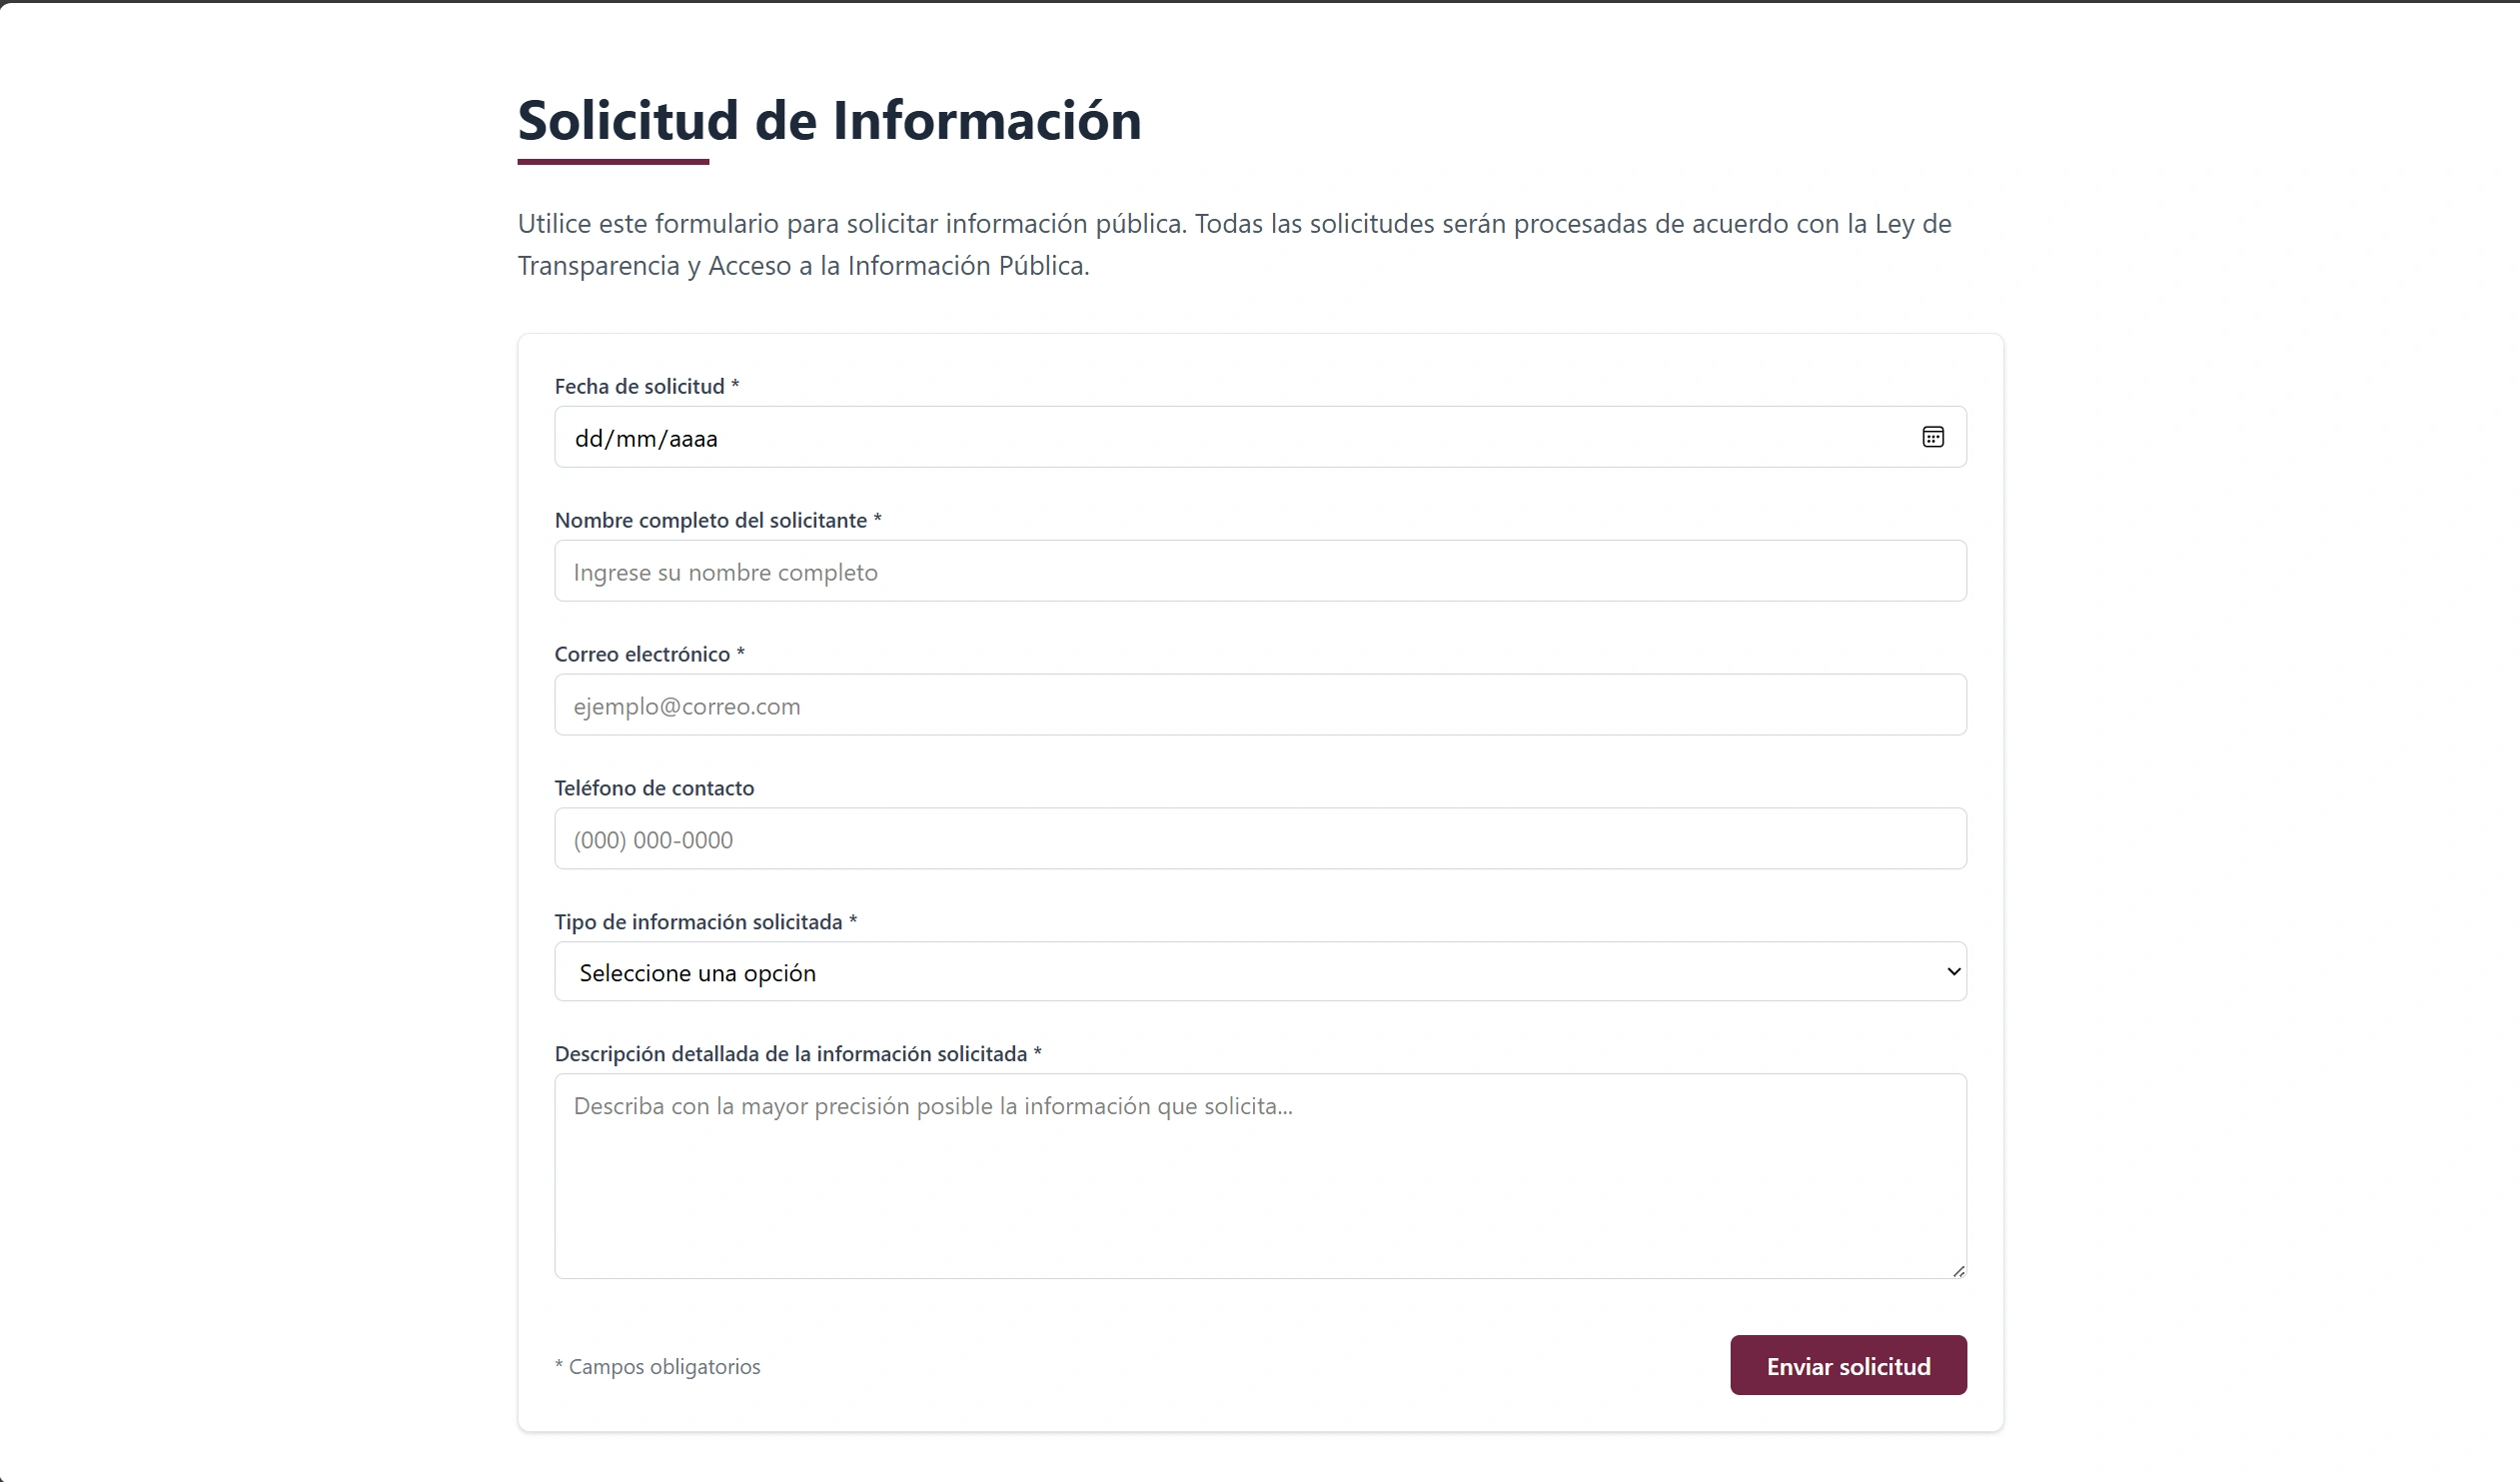 Solicitud de Información
Utilice este formulario para solicitar información pública. Todas las solicitudes serán procesadas de acuerdo con la Ley de
Transparencia y Acceso a la Información Pública.
Fecha de solicitud *
dd/mm/aaaa
Nombre completo del solicitante *
Ingrese su nombre completo
Correo electrónico *
ejemplo@correo.com
Teléfono de contacto
(000) 000-0000
Tipo de información solicitada *
Seleccione una opción
Descripción detallada de la información solicitada *
Describa con la mayor precisión posible la información que solicita...
* Campos obligatorios
Enviar solicitud